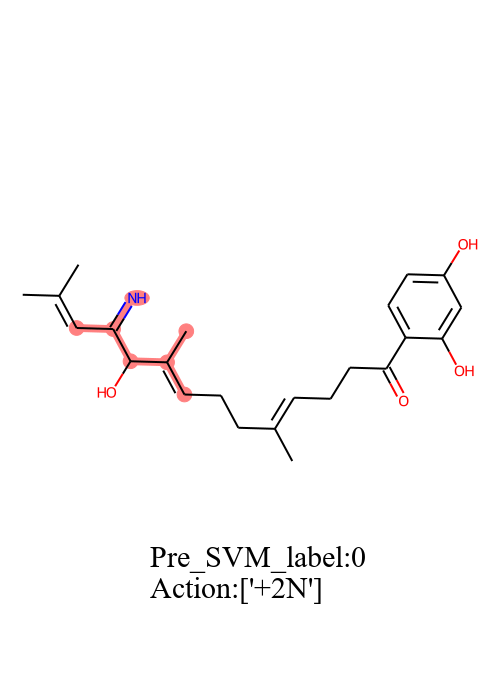 OH
NH
HO
OH
O
Pre_SVM_label:0
Action:['+2N']